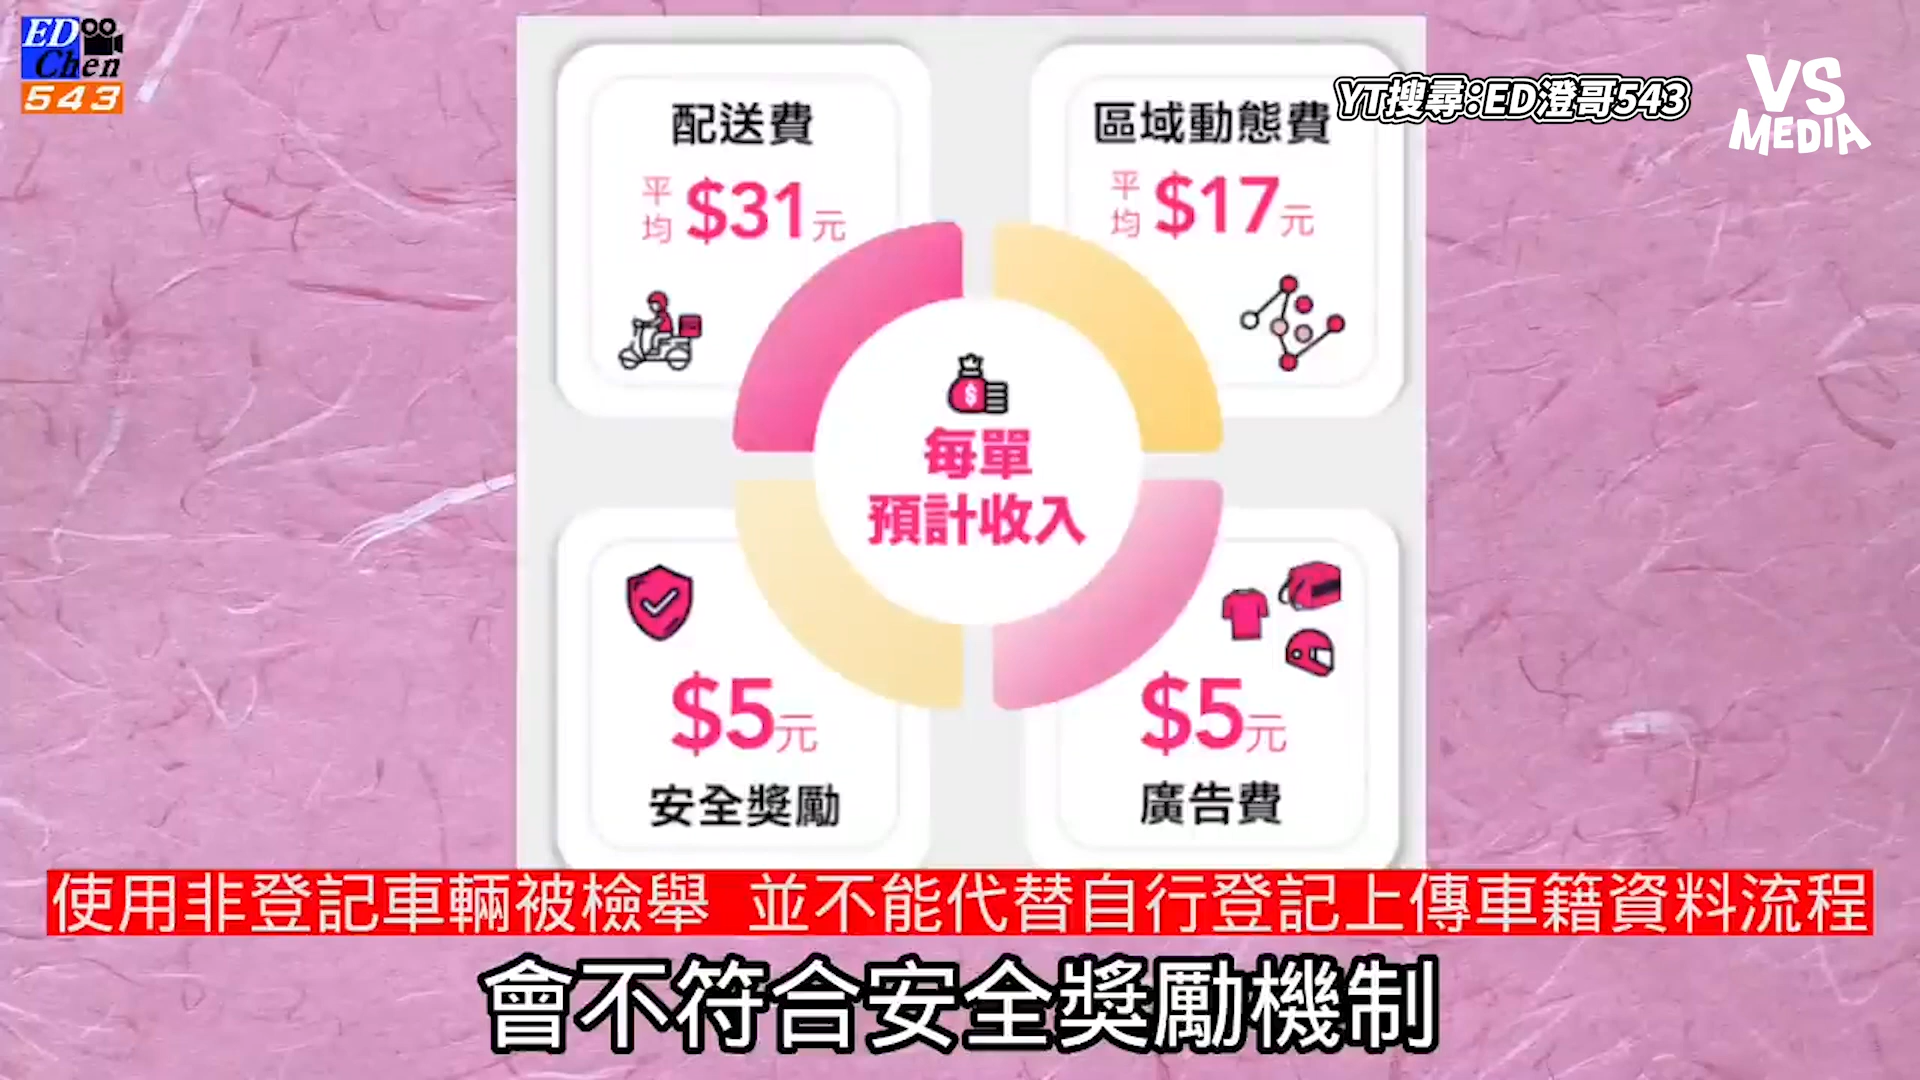 ED
Chen
543
YT搜尋:ED澄哥543
VS
MEDIA
配送費
平均 $31元
區域動態費
平均 $17元
$
每單
預計收入
$5元
安全獎勵
$5元
廣告費
使用非登記車輛被檢舉 並不能代替自行登記上傳車籍資料流程
會不符合安全獎勵機制